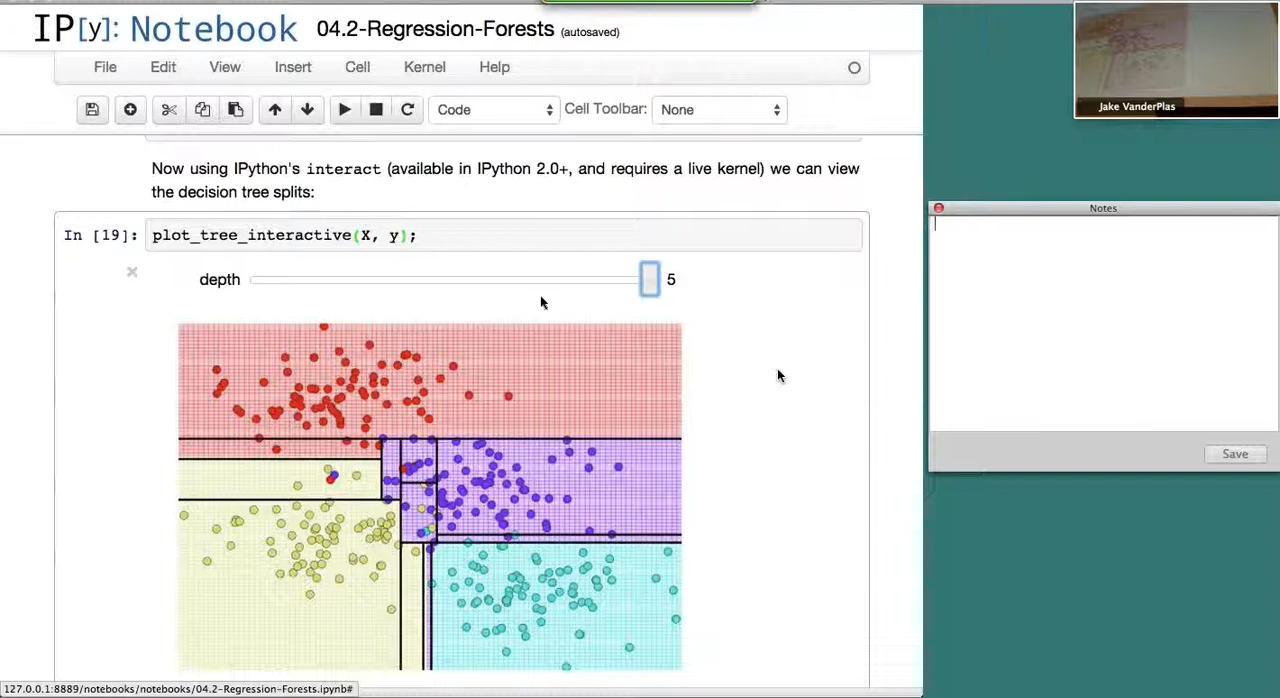 IP[y]: Notebook 04.2-Regression-Forests (autosaved)
File Edit View Insert Cell Kernel Help
Code Cell Toolbar: None
Now using IPython's interact (available in IPython 2.0+, and requires a live kernel) we can view
the decision tree splits:
In [19]: plot_tree_interactive(X, y);
depth 5
127.0.0.1:8889/notebooks/notebooks/04.2-Regression-Forests.ipynb#
Jake VanderPlas
Notes
Save